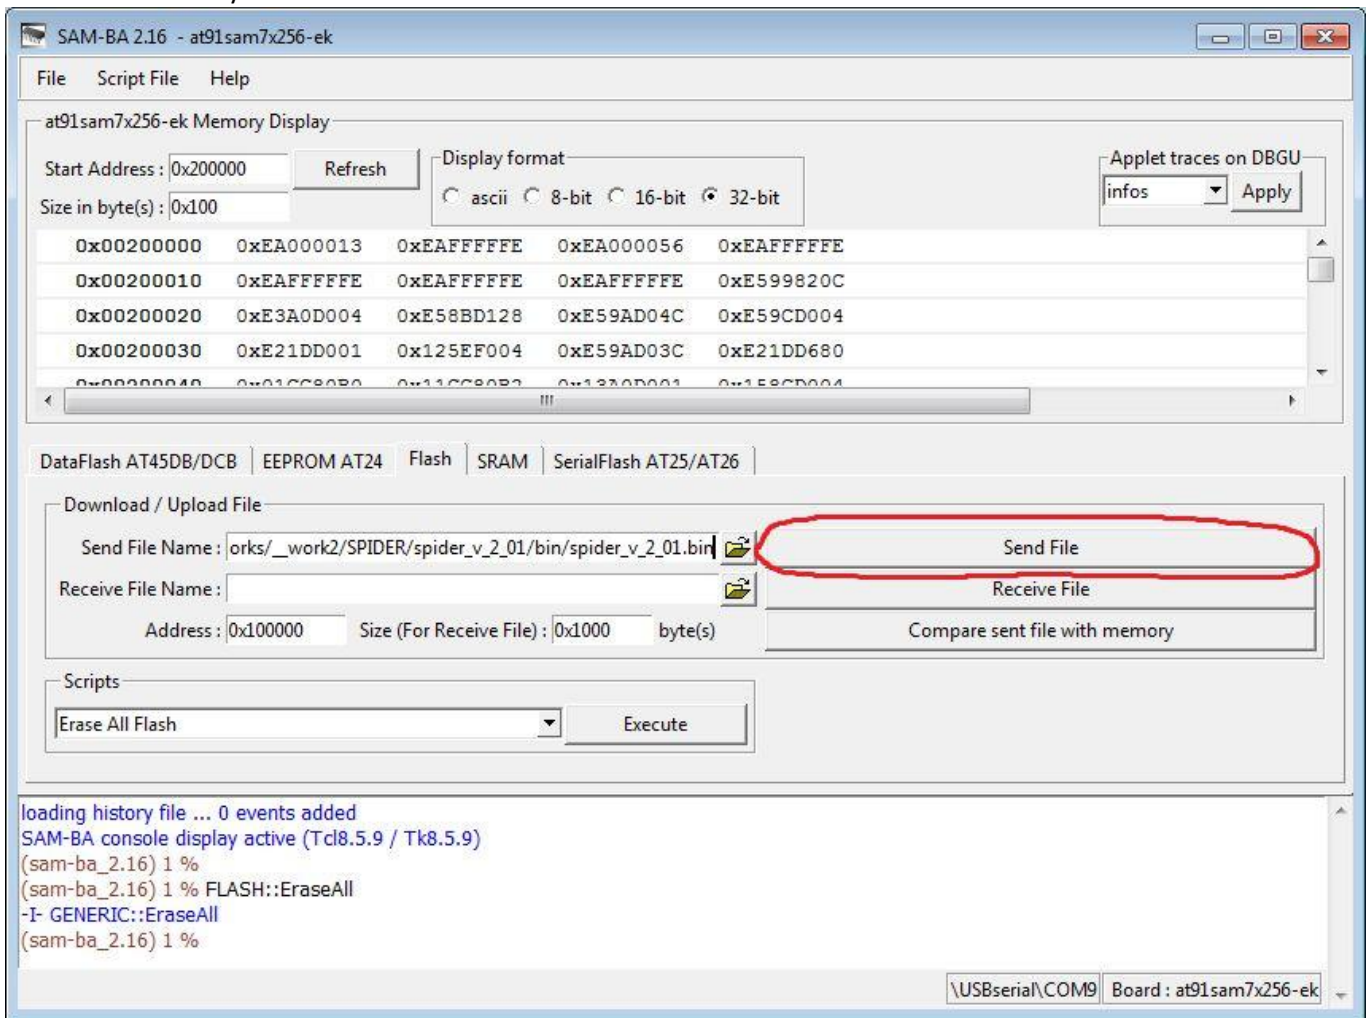 SAM-BA 2.16 - at91sam7x256-ek
File Script File Help
at91sam7x256-ek Memory Display
Start Address : 0x200000 Refresh
Size in byte(s) : 0x100
Display format
ascii 8-bit 16-bit 32-bit
Applet traces on DBGU
infos Apply
0x00200000 0xEA000013 0xEAFFFFFE 0xEA000056 0xEAFFFFFE
0x00200010 0xEAFFFFFE 0xEAFFFFFE 0xEAFFFFFE 0xE599820C
0x00200020 0xE3A0D004 0xE58BD128 0xE59AD04C 0xE59CD004
0x00200030 0xE21DD001 0x125EF004 0xE59AD03C 0xE21DD680
DataFlash AT45DB/DCB EEPROM AT24 Flash SRAM SerialFlash AT25/AT26
Download / Upload File
Send File Name : orks/__work2/SPIDER/spider_v_2_01/bin/spider_v_2_01.bin Send File
Receive File Name : Receive File
Address : 0x100000 Size (For Receive File) : 0x1000 byte(s) Compare sent file with memory
Scripts
Erase All Flash Execute
loading history file ... 0 events added
SAM-BA console display active (Tcl8.5.9 / Tk8.5.9)
(sam-ba_2.16) 1 %
(sam-ba_2.16) 1 % FLASH::EraseAll
-I- GENERIC::EraseAll
(sam-ba_2.16) 1 %
\USBserial\COM9 Board : at91sam7x256-ek